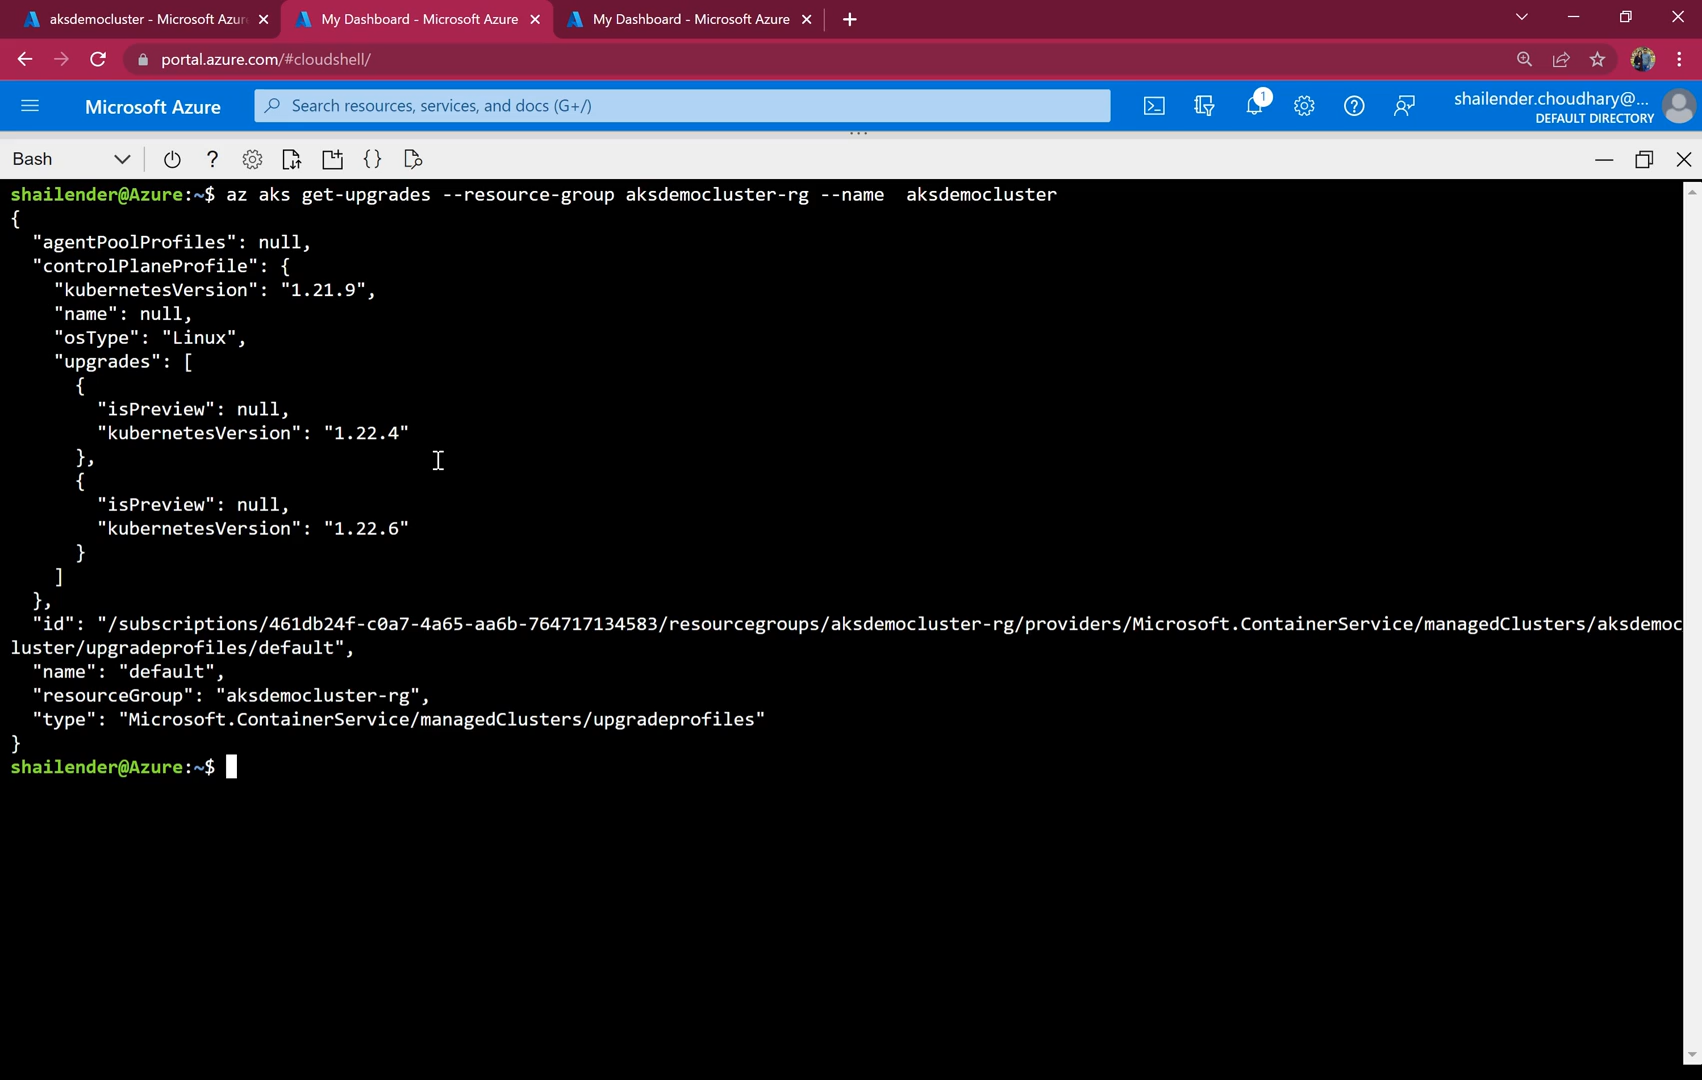 aksdemocluster - Microsoft Azu
My Dashboard - Microsoft Azure
My Dashboard - Microsoft Azure
portal.azure.com/#cloudshell/
Microsoft Azure
Search resources, services, and docs (G+/)
1
shailender.choudhary@...
DEFAULT DIRECTORY
Bash
shailender@Azure:~$ az aks get-upgrades --resource-group aksdemocluster-rg --name  aksdemocluster
{
  "agentPoolProfiles": null,
  "controlPlaneProfile": {
    "kubernetesVersion": "1.21.9",
    "name": null,
    "osType": "Linux",
    "upgrades": [
      {
        "isPreview": null,
        "kubernetesVersion": "1.22.4"
      },
      {
        "isPreview": null,
        "kubernetesVersion": "1.22.6"
      }
    ]
  },
  "id": "/subscriptions/461db24f-c0a7-4a65-aa6b-764717134583/resourcegroups/aksdemocluster-rg/providers/Microsoft.ContainerService/managedClusters/aksdemoc
luster/upgradeprofiles/default",
  "name": "default",
  "resourceGroup": "aksdemocluster-rg",
  "type": "Microsoft.ContainerService/managedClusters/upgradeprofiles"
}
shailender@Azure:~$